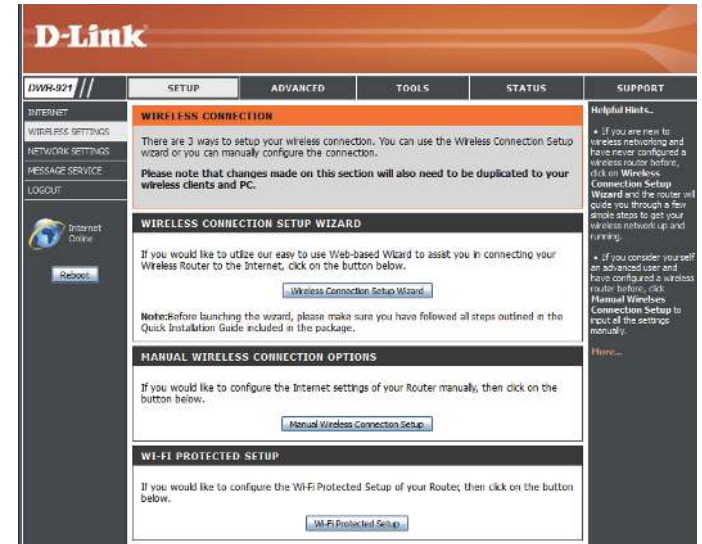 D-Link
DWR-921 //
SETUP
ADVANCED
TOOLS
STATUS
SUPPORT
INTERNET
WIRELESS SETTINGS
NETWORK SETTINGS
MESSAGE SERVICE
LOGOUT
Internet
Online
Reboot
WIRELESS CONNECTION
There are 3 ways to setup your wireless connection. You can use the Wireless Connection Setup
wizard or you can manually configure the connection.
Please note that changes made on this section will also need to be duplicated to your
wireless clients and PC.
WIRELESS CONNECTION SETUP WIZARD
If you would like to utilize our easy to use Web-based Wizard to assist you in connecting your
Wireless Router to the Internet, click on the button below.
Wireless Connection Setup Wizard
Note:Before launching the wizard, please make sure you have followed all steps outlined in the
Quick Installation Guide included in the package.
MANUAL WIRELESS CONNECTION OPTIONS
If you would like to configure the Internet settings of your Router manually, then click on the
button below.
Manual Wireless Connection Setup
WI-FI PROTECTED SETUP
If you would like to configure the Wi-Fi Protected Setup of your Router, then click on the button
below.
Wi-Fi Protected Setup
Helpful Hints..
• If you are new to
wireless networking and
have never configured a
wireless router before,
click on Wireless
Connection Setup
Wizard and the router will
guide you through a few
simple steps to get your
wireless network up and
running.
• If you consider yourself
an advanced user and
have configured a wireless
router before, click
Manual Wirelses
Connection Setup to
input all the settings
manually.
More...